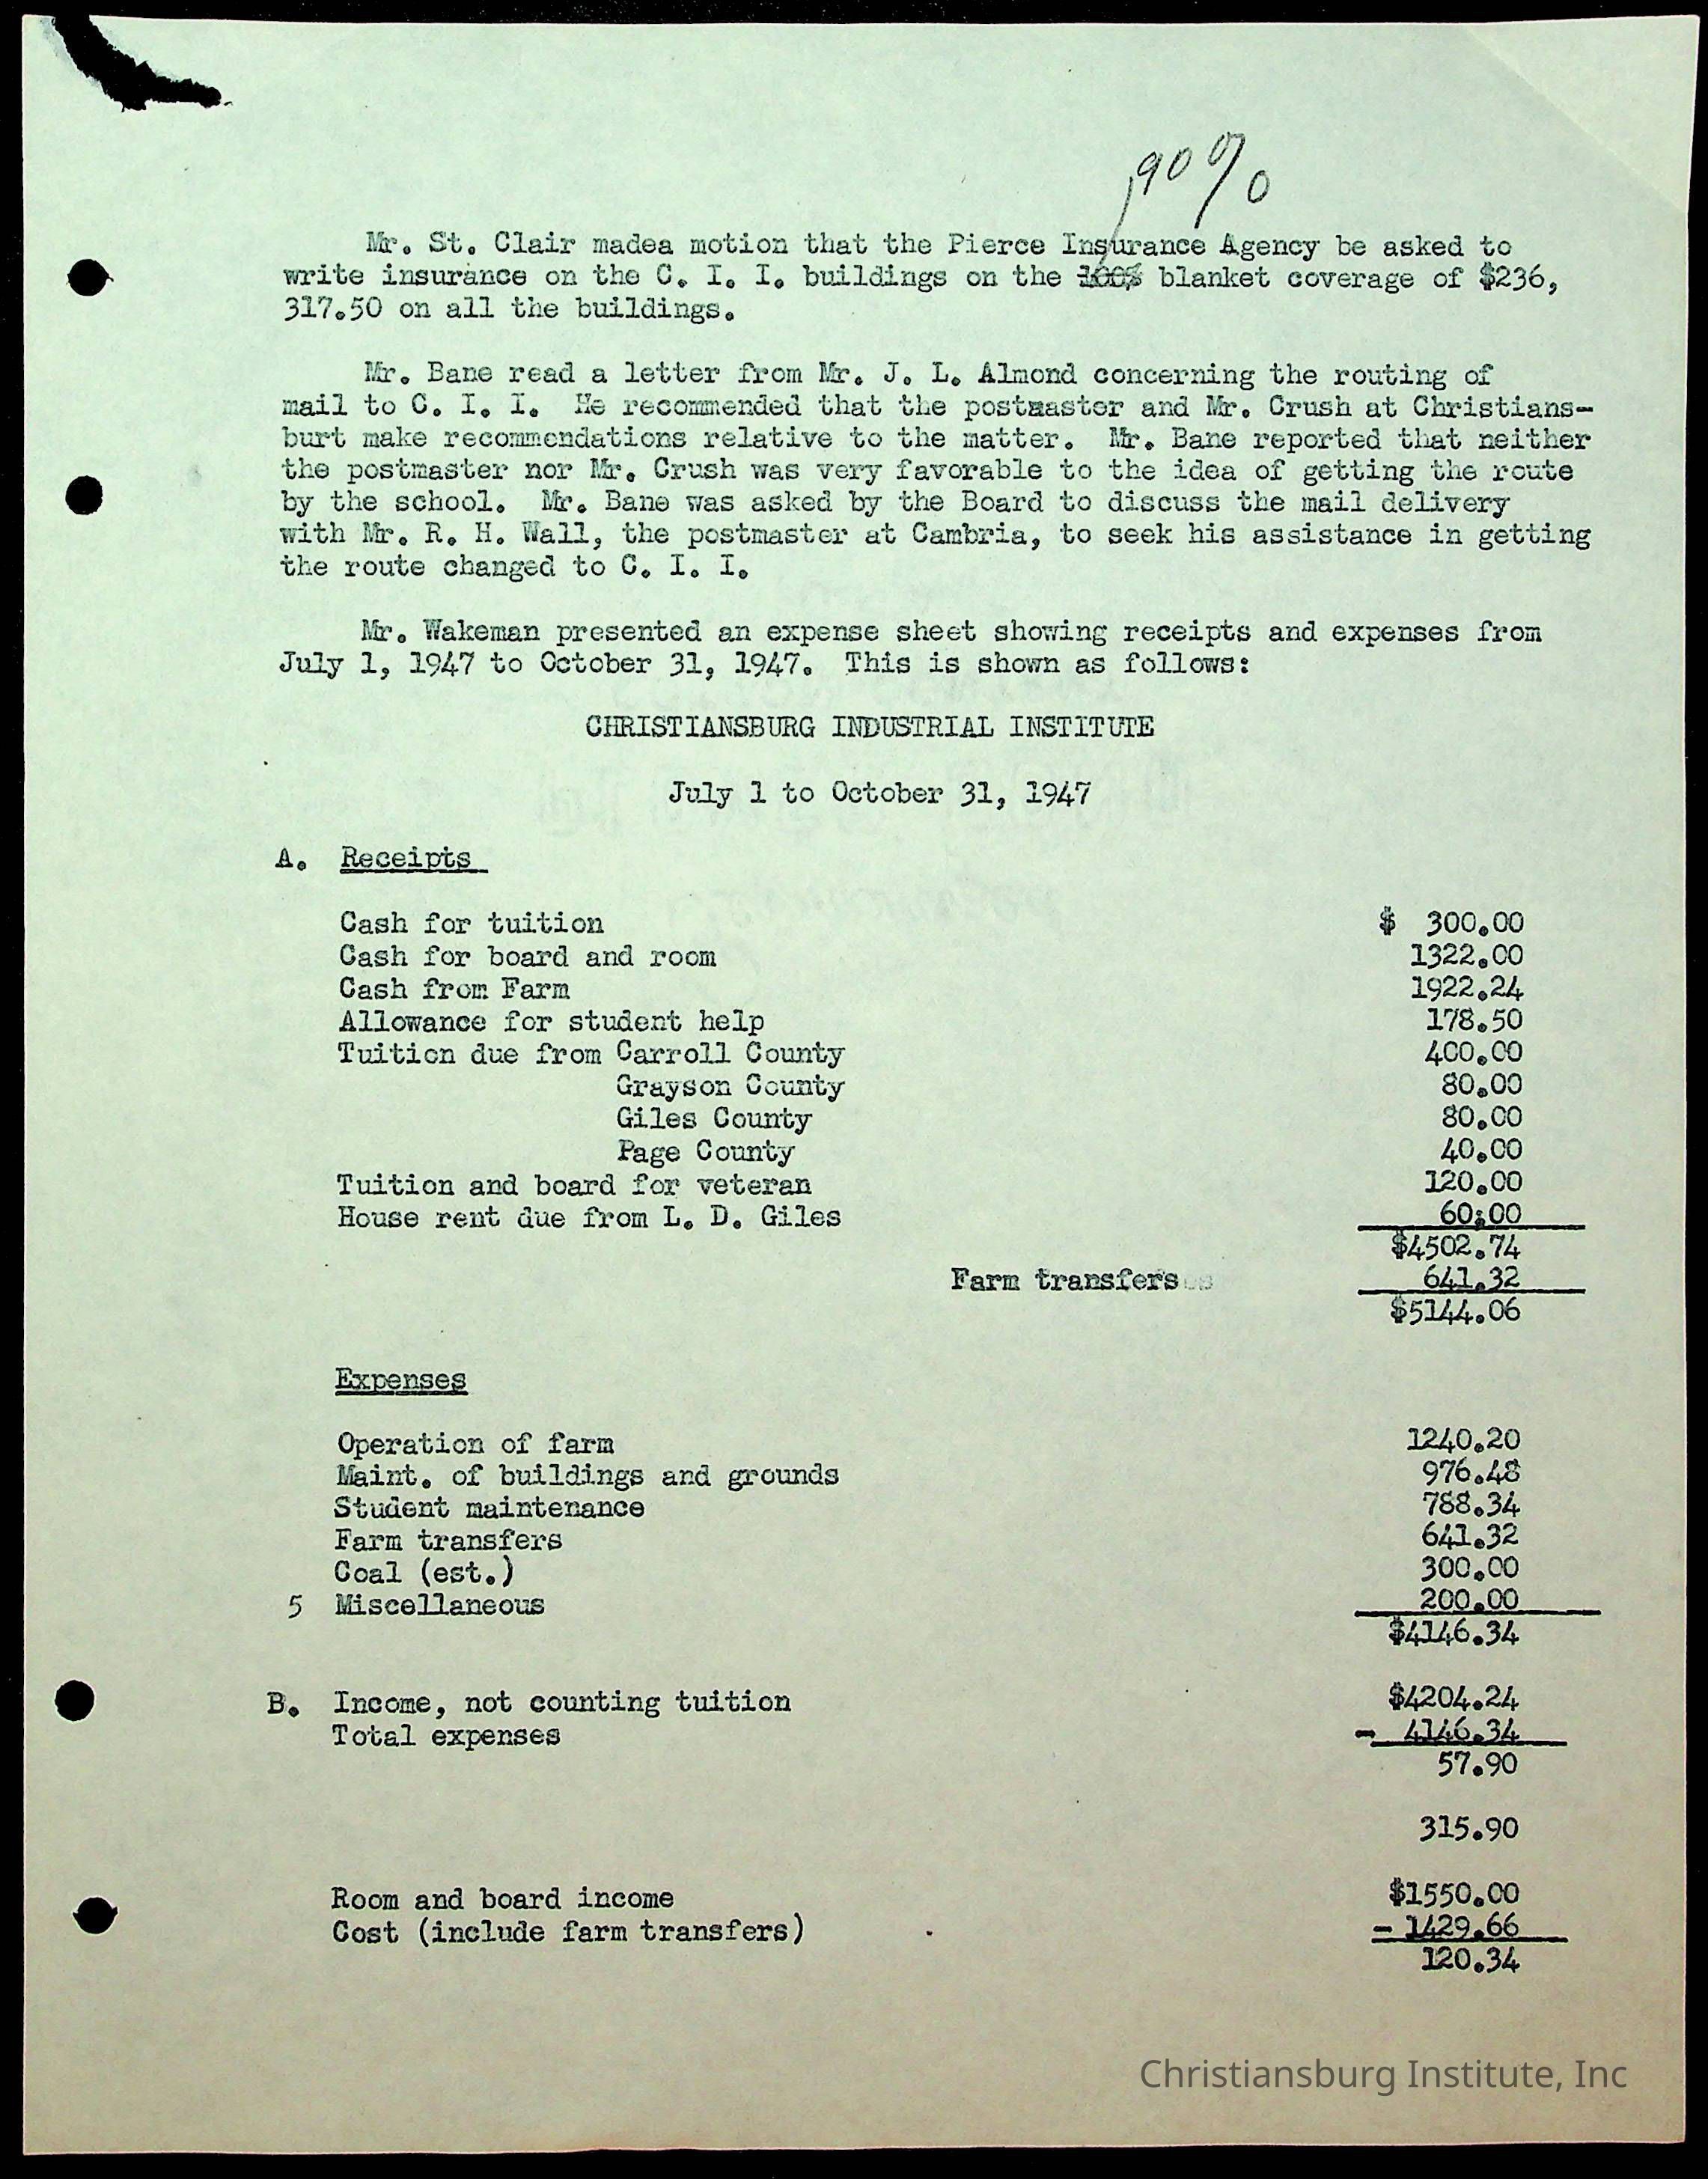 90%
Mr. St. Clair madea motion that the Pierce Insurance Agency be asked to
write insurance on the C. I. I. buildings on the 100% blanket coverage of $236,
317.50 on all the buildings.
Mr. Bane read a letter from Mr. J. L. Almond concerning the routing of
mail to C. I. I. He recommended that the postmaster and Mr. Crush at Christians-
burt make recommendations relative to the matter. Mr. Bane reported that neither
the postmaster nor Mr. Crush was very favorable to the idea of getting the route
by the school. Mr. Bane was asked by the Board to discuss the mail delivery
with Mr. R. H. Wall, the postmaster at Cambria, to seek his assistance in getting
the route changed to C. I. I.
Mr. Wakeman presented an expense sheet showing receipts and expenses from
July 1, 1947 to October 31, 1947. This is shown as follows:
CHRISTIANSBURG INDUSTRIAL INSTITUTE
July 1 to October 31, 1947
A. Receipts
Cash for tuition $ 300.00
Cash for board and room 1322.00
Cash from Farm 1922.24
Allowance for student help 178.50
Tuition due from Carroll County 400.00
Grayson County 80.00
Giles County 80.00
Page County 40.00
Tuition and board for veteran 120.00
House rent due from L. D. Giles 60.00
$4502.74
Farm transfers 641.32
$5144.06
Expenses
Operation of farm 1240.20
Maint. of buildings and grounds 976.48
Student maintenance 788.34
Farm transfers 641.32
Coal (est.) 300.00
5 Miscellaneous 200.00
$4146.34
B. Income, not counting tuition $4204.24
Total expenses - 4146.34
57.90
315.90
Room and board income $1550.00
Cost (include farm transfers) - 1429.66
120.34
Christiansburg Institute, Inc